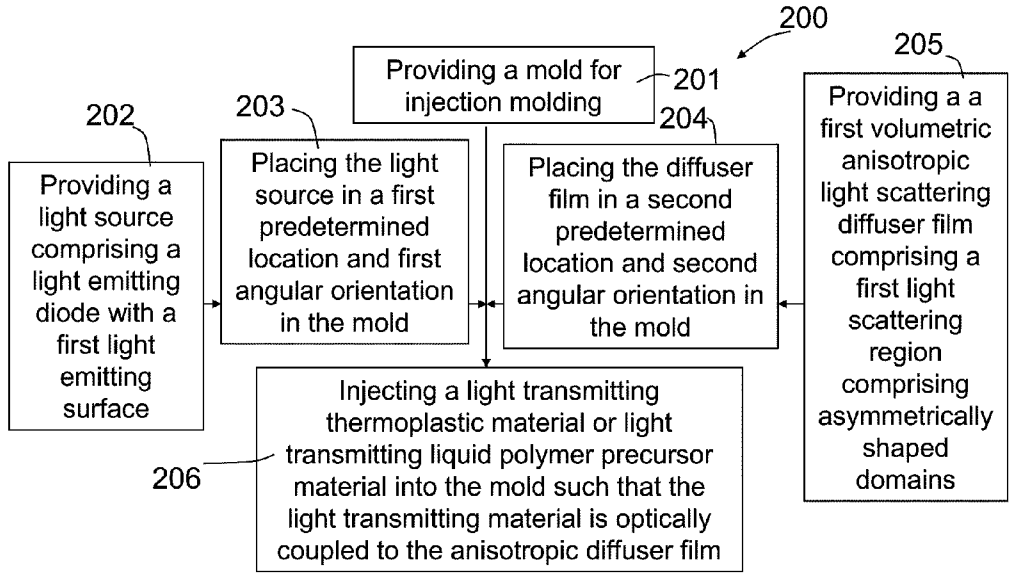 200
201
Providing a mold for
injection molding
202
Providing a
light source
comprising a
light emitting
diode with a
first light
emitting
surface
203
Placing the light
source in a first
predetermined
location and first
angular orientation
in the mold
204
Placing the diffuser
film in a second
predetermined
location and second
angular orientation in
the mold
205
Providing a a
first volumetric
anisotropic
light scattering
diffuser film
comprising a
first light
scattering
region
comprising
asymmetrically
shaped
domains
206
Injecting a light transmitting
thermoplastic material or light
transmitting liquid polymer precursor
material into the mold such that the
light transmitting material is optically
coupled to the anisotropic diffuser film